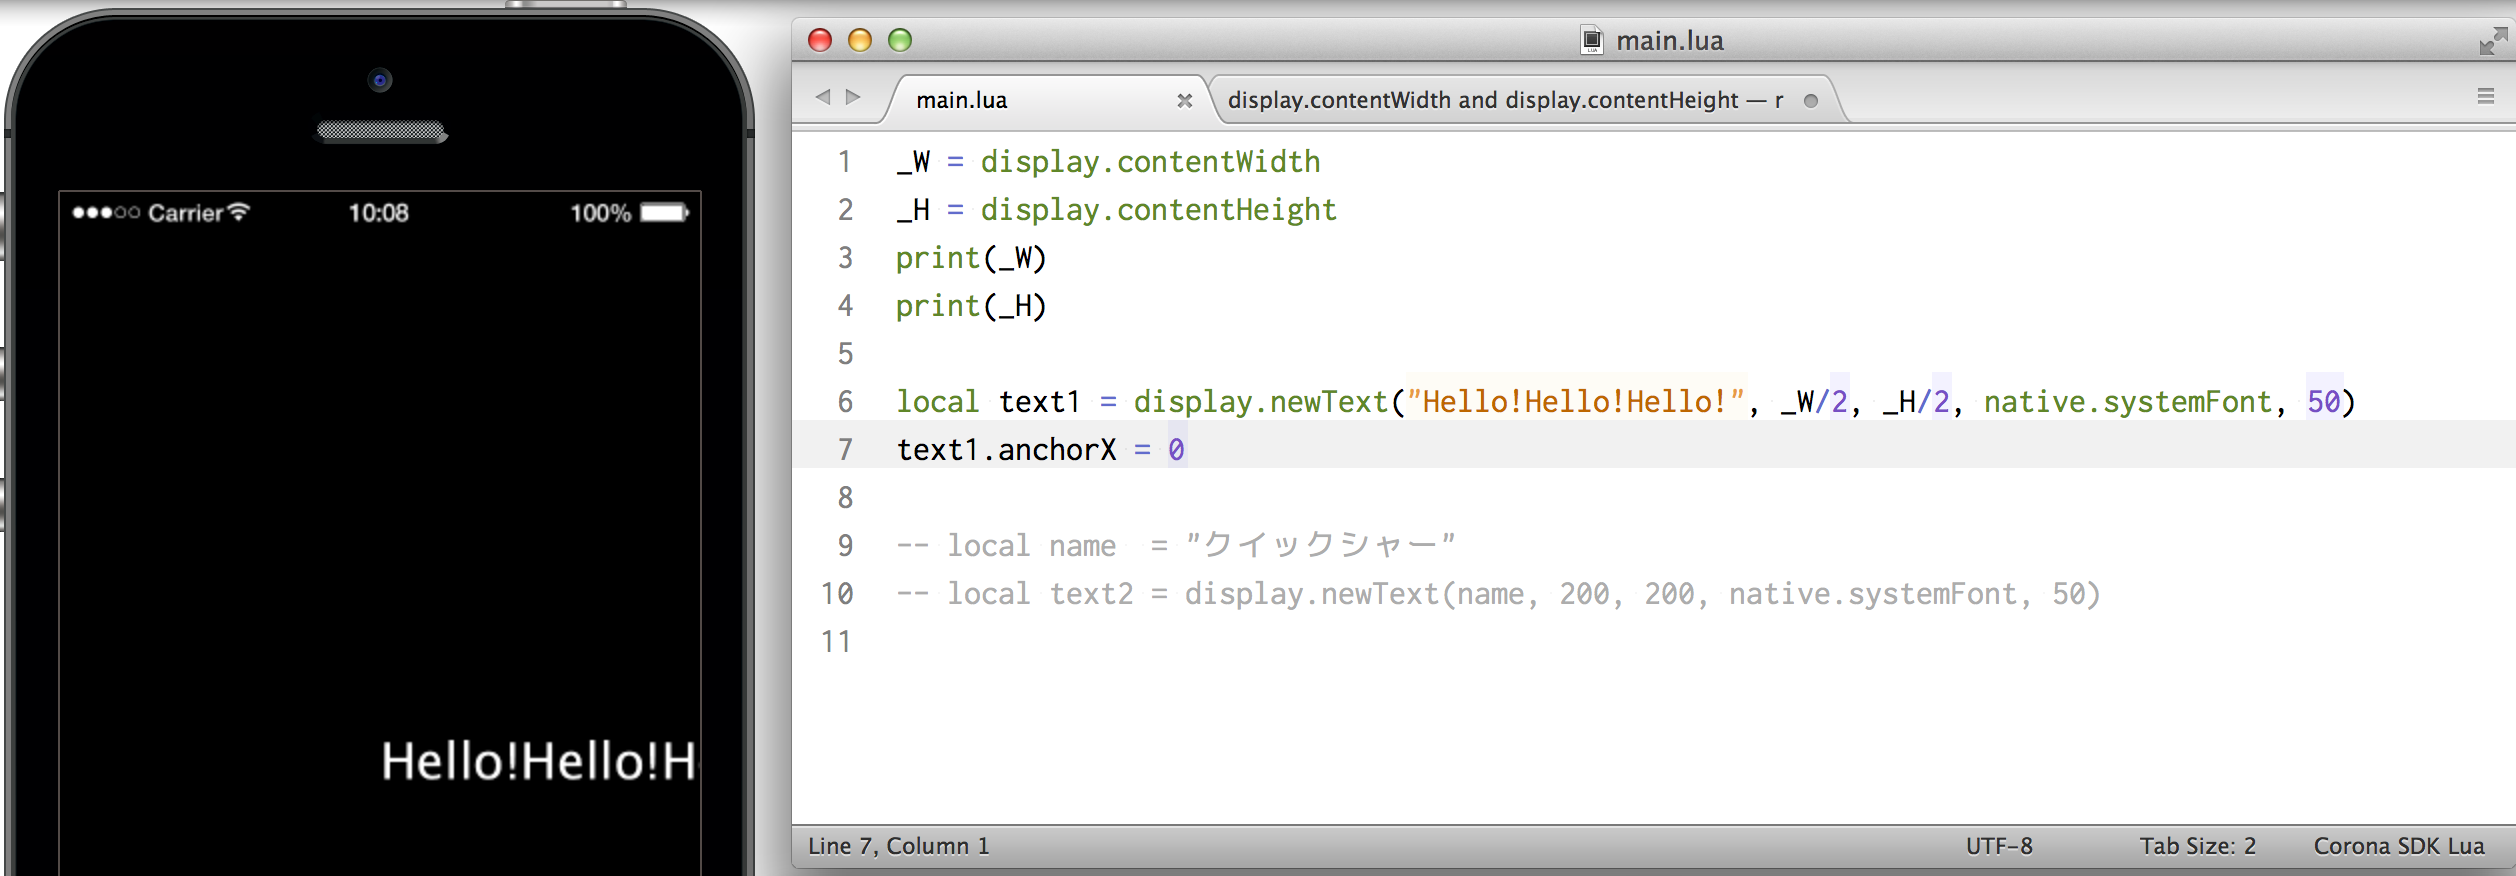 Carrier 10:08 100%
Hello!Hello!H
main.lua
main.lua display.contentWidth and display.contentHeight — r
1 _W = display.contentWidth
2 _H = display.contentHeight
3 print(_W)
4 print(_H)
5
6 local text1 = display.newText("Hello!Hello!Hello!", _W/2, _H/2, native.systemFont, 50)
7 text1.anchorX = 0
8
9 -- local name  = "クイックシャー"
10 -- local text2 = display.newText(name, 200, 200, native.systemFont, 50)
11
Line 7, Column 1 UTF-8 Tab Size: 2 Corona SDK Lua